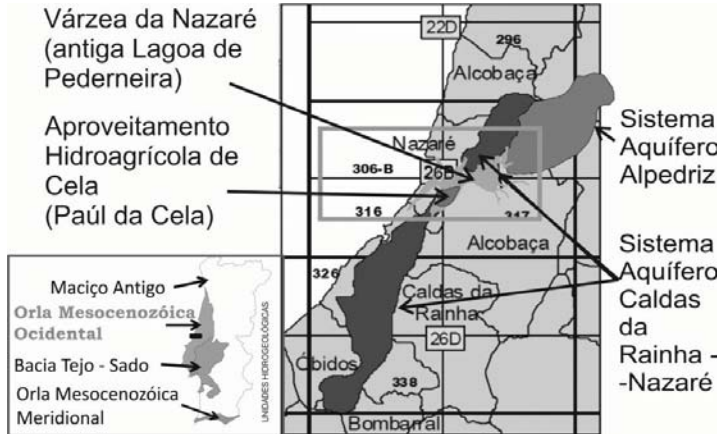 Várzea da Nazaré
(antiga Lagoa de
Pederneira)
Aproveitamento
Hidroagrícola de
Cela
(Paúl da Cela)
22D
296
Alcobaça
Nazaré
306-B
26B
316
317
Alcobaça
326
Caldas da
Rainha
26D
Óbidos
338
Bombarral
Sistema
Aquífero
Alpedriz
Sistema
Aquífero
Caldas
da
Rainha -
-Nazaré
Maciço Antigo
Orla Mesocenozóica
Ocidental
Bacia Tejo - Sado
Orla Mesocenozóica
Meridional
UNIDADES HIDROGEOLÓGICAS